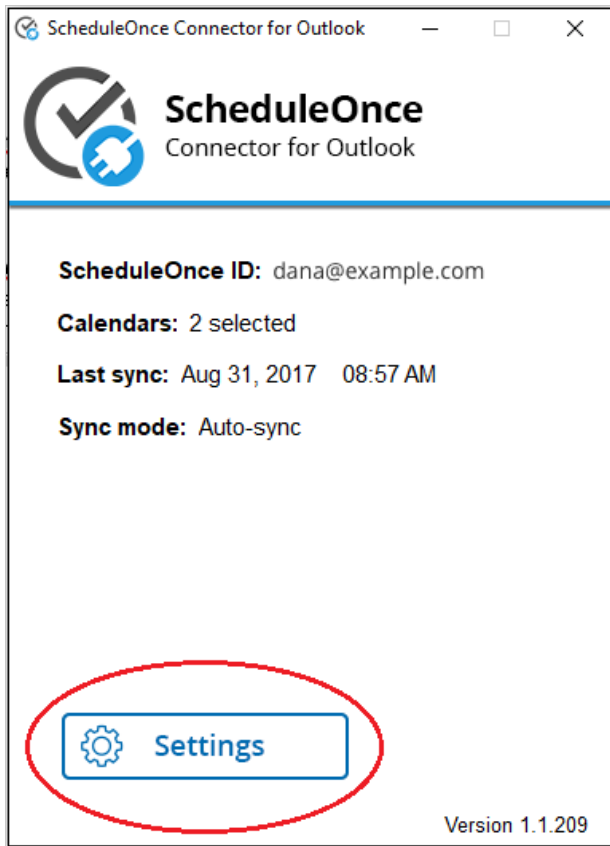 ScheduleOnce Connector for Outlook
ScheduleOnce
Connector for Outlook
ScheduleOnce ID: dana@example.com
Calendars: 2 selected
Last sync: Aug 31, 2017 08:57 AM
Sync mode: Auto-sync
Settings
Version 1.1.209